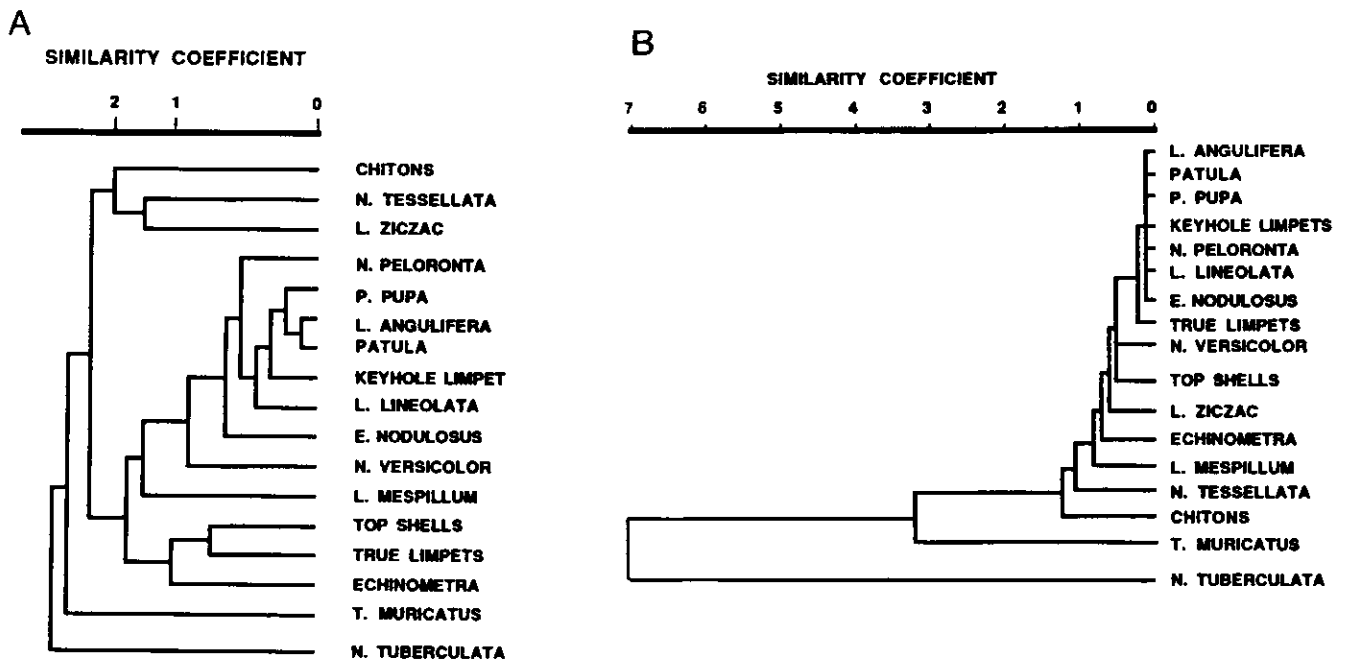 A
SIMILARITY COEFFICIENT
2 1 0
CHITONS
N. TESSELLATA
L. ZICZAC
N. PELORONTA
P. PUPA
L. ANGULIFERA
PATULA
KEYHOLE LIMPET
L. LINEOLATA
E. NODULOSUS
N. VERSICOLOR
L. MESPILLUM
TOP SHELLS
TRUE LIMPETS
ECHINOMETRA
T. MURICATUS
N. TUBERCULATA
B
SIMILARITY COEFFICIENT
7 6 5 4 3 2 1 0
L. ANGULIFERA
PATULA
P. PUPA
KEYHOLE LIMPETS
N. PELORONTA
L. LINEOLATA
E. NODULOSUS
TRUE LIMPETS
N. VERSICOLOR
TOP SHELLS
L. ZICZAC
ECHINOMETRA
L. MESPILLUM
N. TESSELLATA
CHITONS
T. MURICATUS
N. TUBERCULATA